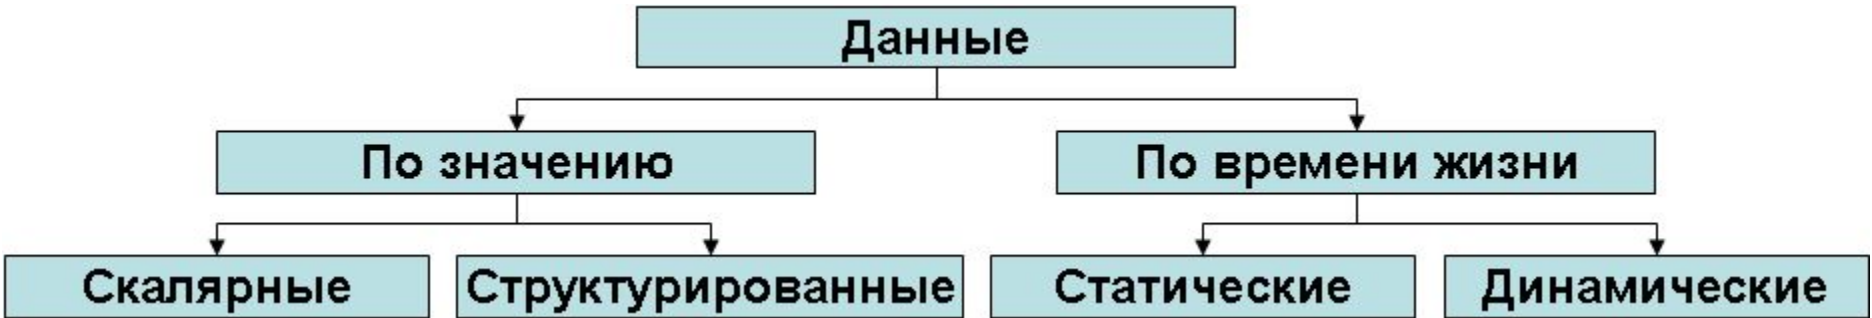 Данные
По значению
По времени жизни
Скалярные
Структурированные
Статические
Динамические